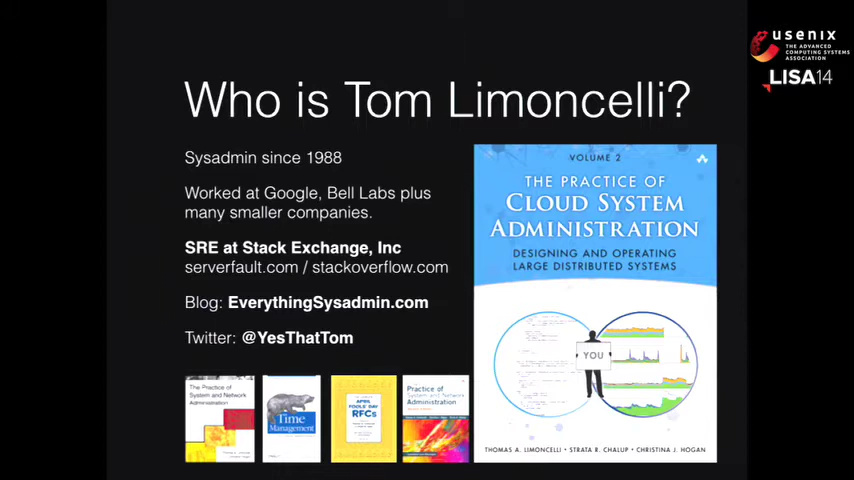 usenix
THE ADVANCED
COMPUTING SYSTEMS
ASSOCIATION
LISA14
Who is Tom Limoncelli?
Sysadmin since 1988
Worked at Google, Bell Labs plus
many smaller companies.
SRE at Stack Exchange, Inc
serverfault.com / stackoverflow.com
Blog: EverythingSysadmin.com
Twitter: @YesThatTom
VOLUME 2
THE PRACTICE OF
CLOUD SYSTEM
ADMINISTRATION
DESIGNING AND OPERATING
LARGE DISTRIBUTED SYSTEMS
YOU
THOMAS A. LIMONCELLI • STRATA R. CHALUP • CHRISTINA J. HOGAN
The Practice of
System and Network
Administration
Time
Management
APRIL
FOOLS' DAY
RFCs
Practice of
System and Network
Administration